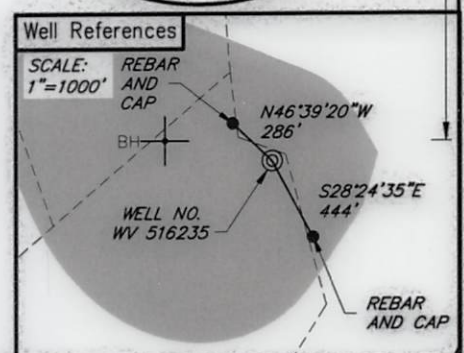 Well References
SCALE:
1"=1000'
REBAR
AND
CAP
N46°39'20"W
286'
BH
WELL NO.
WV 516235
S28°24'35"E
444'
REBAR
AND CAP